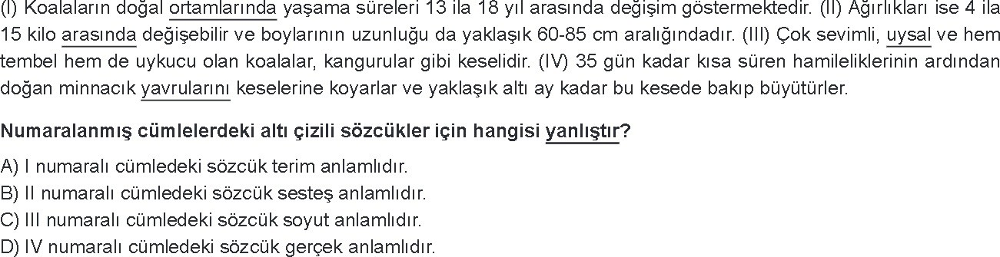 (I) Koalaların doğal ortamlarında yaşama süreleri 13 ila 18 yıl arasında değişim göstermektedir. (II) Ağırlıkları ise 4 ila
15 kilo arasında değişebilir ve boylarının uzunluğu da yaklaşık 60-85 cm aralığındadır. (III) Çok sevimli, uysal ve hem
tembel hem de uykucu olan koalalar, kangurular gibi keselidir. (IV) 35 gün kadar kısa süren hamileliklerinin ardından
doğan minnacık yavrularını keselerine koyarlar ve yaklaşık altı ay kadar bu kesede bakıp büyütürler.
Numaralanmış cümlelerdeki altı çizili sözcükler için hangisi yanlıştır?
A) I numaralı cümledeki sözcük terim anlamlıdır.
B) II numaralı cümledeki sözcük sesteş anlamlıdır.
C) III numaralı cümledeki sözcük soyut anlamlıdır.
D) IV numaralı cümledeki sözcük gerçek anlamlıdır.